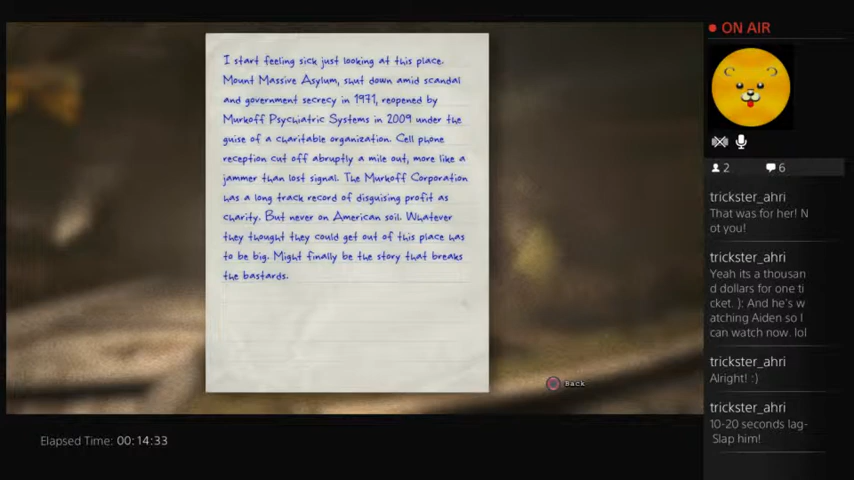 I start feeling sick just looking at this place.
Mount Massive Asylum, shut down amid scandal
and government secrecy in 1971, reopened by
Murkoff Psychiatric Systems in 2009 under the
guise of a charitable organization. Cell phone
reception cut off abruptly a mile out, more like a
jammer than lost signal. The Murkoff Corporation
has a long track record of disguising profit as
charity. But never on American soil. Whatever
they thought they could get out of this place has
to be big. Might finally be the story that breaks
the bastards.
Back
Elapsed Time: 00:14:33
ON AIR
2
6
trickster_ahri
That was for her! N
ot you!
trickster_ahri
Yeah its a thousan
d dollars for one ti
cket. ): And he's w
atching Aiden so I
can watch now. lol
trickster_ahri
Alright! :)
trickster_ahri
10-20 seconds lag-
Slap him!